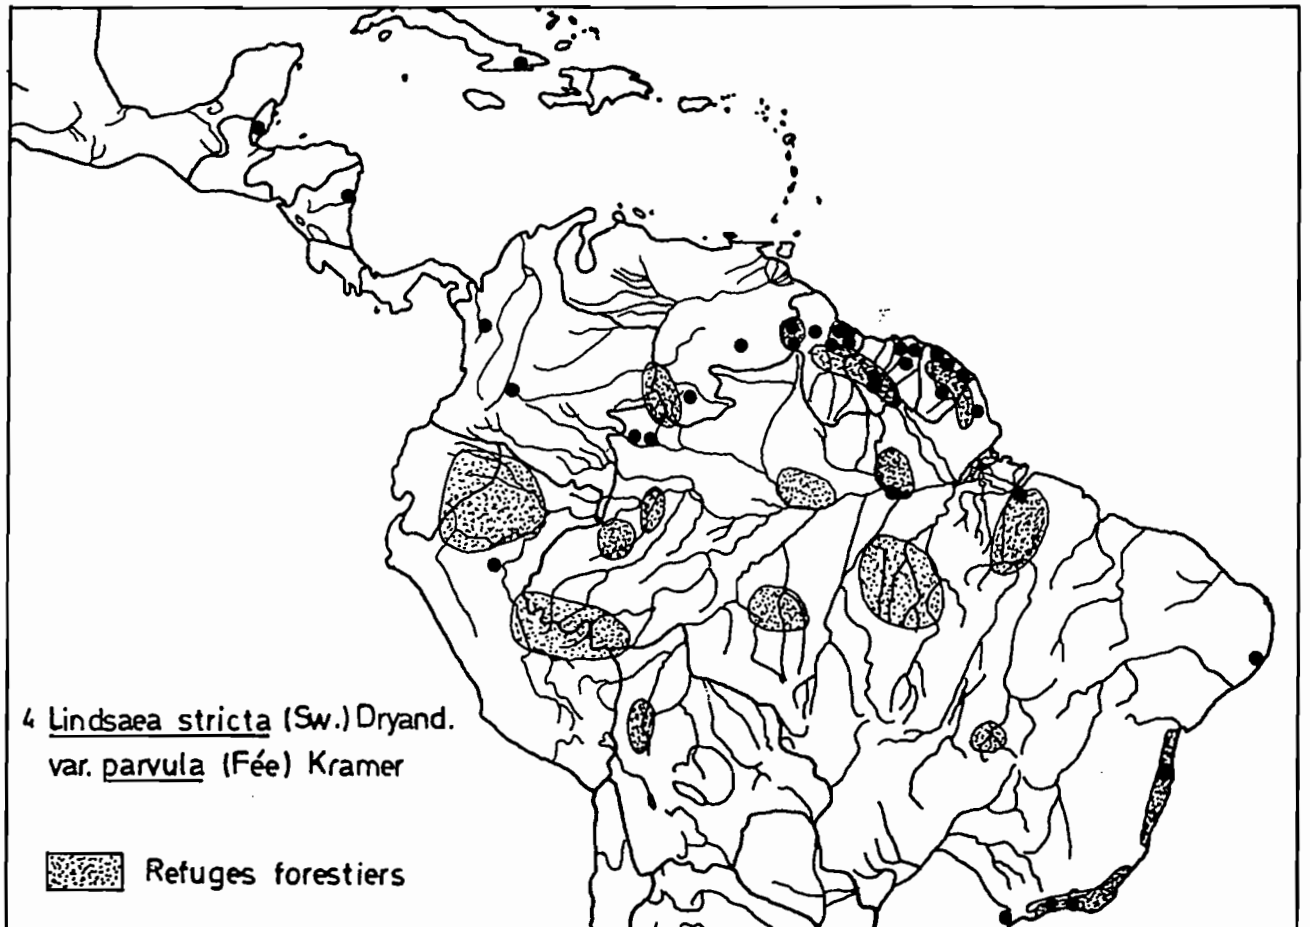 4 Lindsaea stricta (Sw.) Dryand.
var. parvula (Fée) Kramer
Refuges forestiers